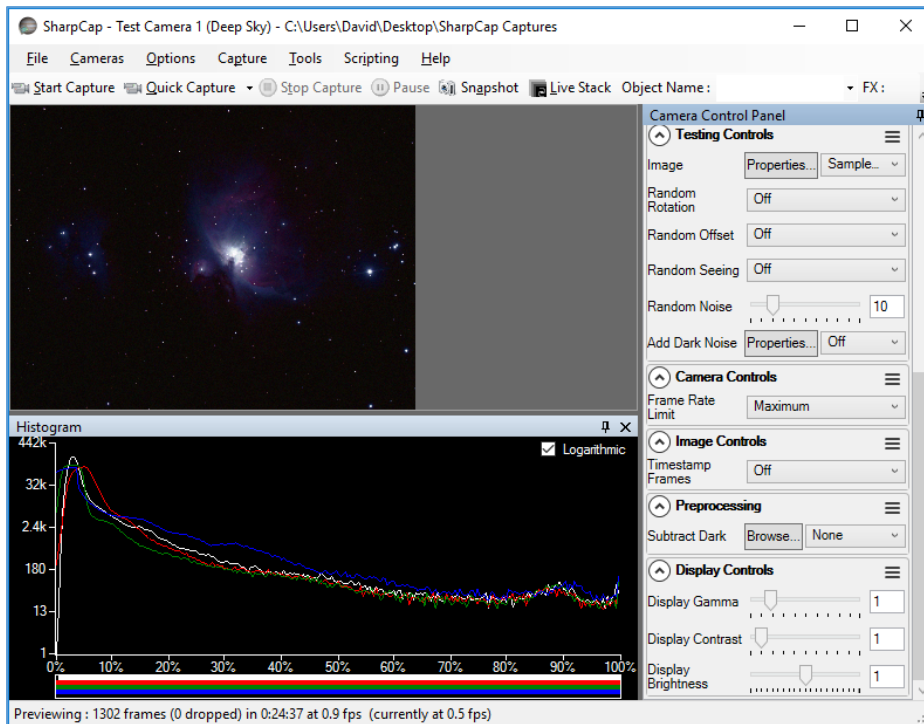 SharpCap - Test Camera 1 (Deep Sky) - C:\Users\David\Desktop\SharpCap Captures
File Cameras Options Capture Tools Scripting Help
Start Capture Quick Capture Stop Capture Pause Snapshot Live Stack Object Name : FX :
Camera Control Panel
Testing Controls
Image Properties... Sample...
Random
Rotation
Off
Random Offset Off
Random Seeing Off
Random Noise 10
Add Dark Noise Properties... Off
Camera Controls
Frame Rate
Limit
Maximum
Image Controls
Timestamp
Frames
Off
Preprocessing
Subtract Dark Browse... None
Display Controls
Display Gamma 1
Display Contrast 1
Display
Brightness
1
Histogram
Logarithmic
442k
32k
2.4k
180
13
1
0% 10% 20% 30% 40% 50% 60% 70% 80% 90% 100%
Previewing : 1302 frames (0 dropped) in 0:24:37 at 0.9 fps (currently at 0.5 fps)